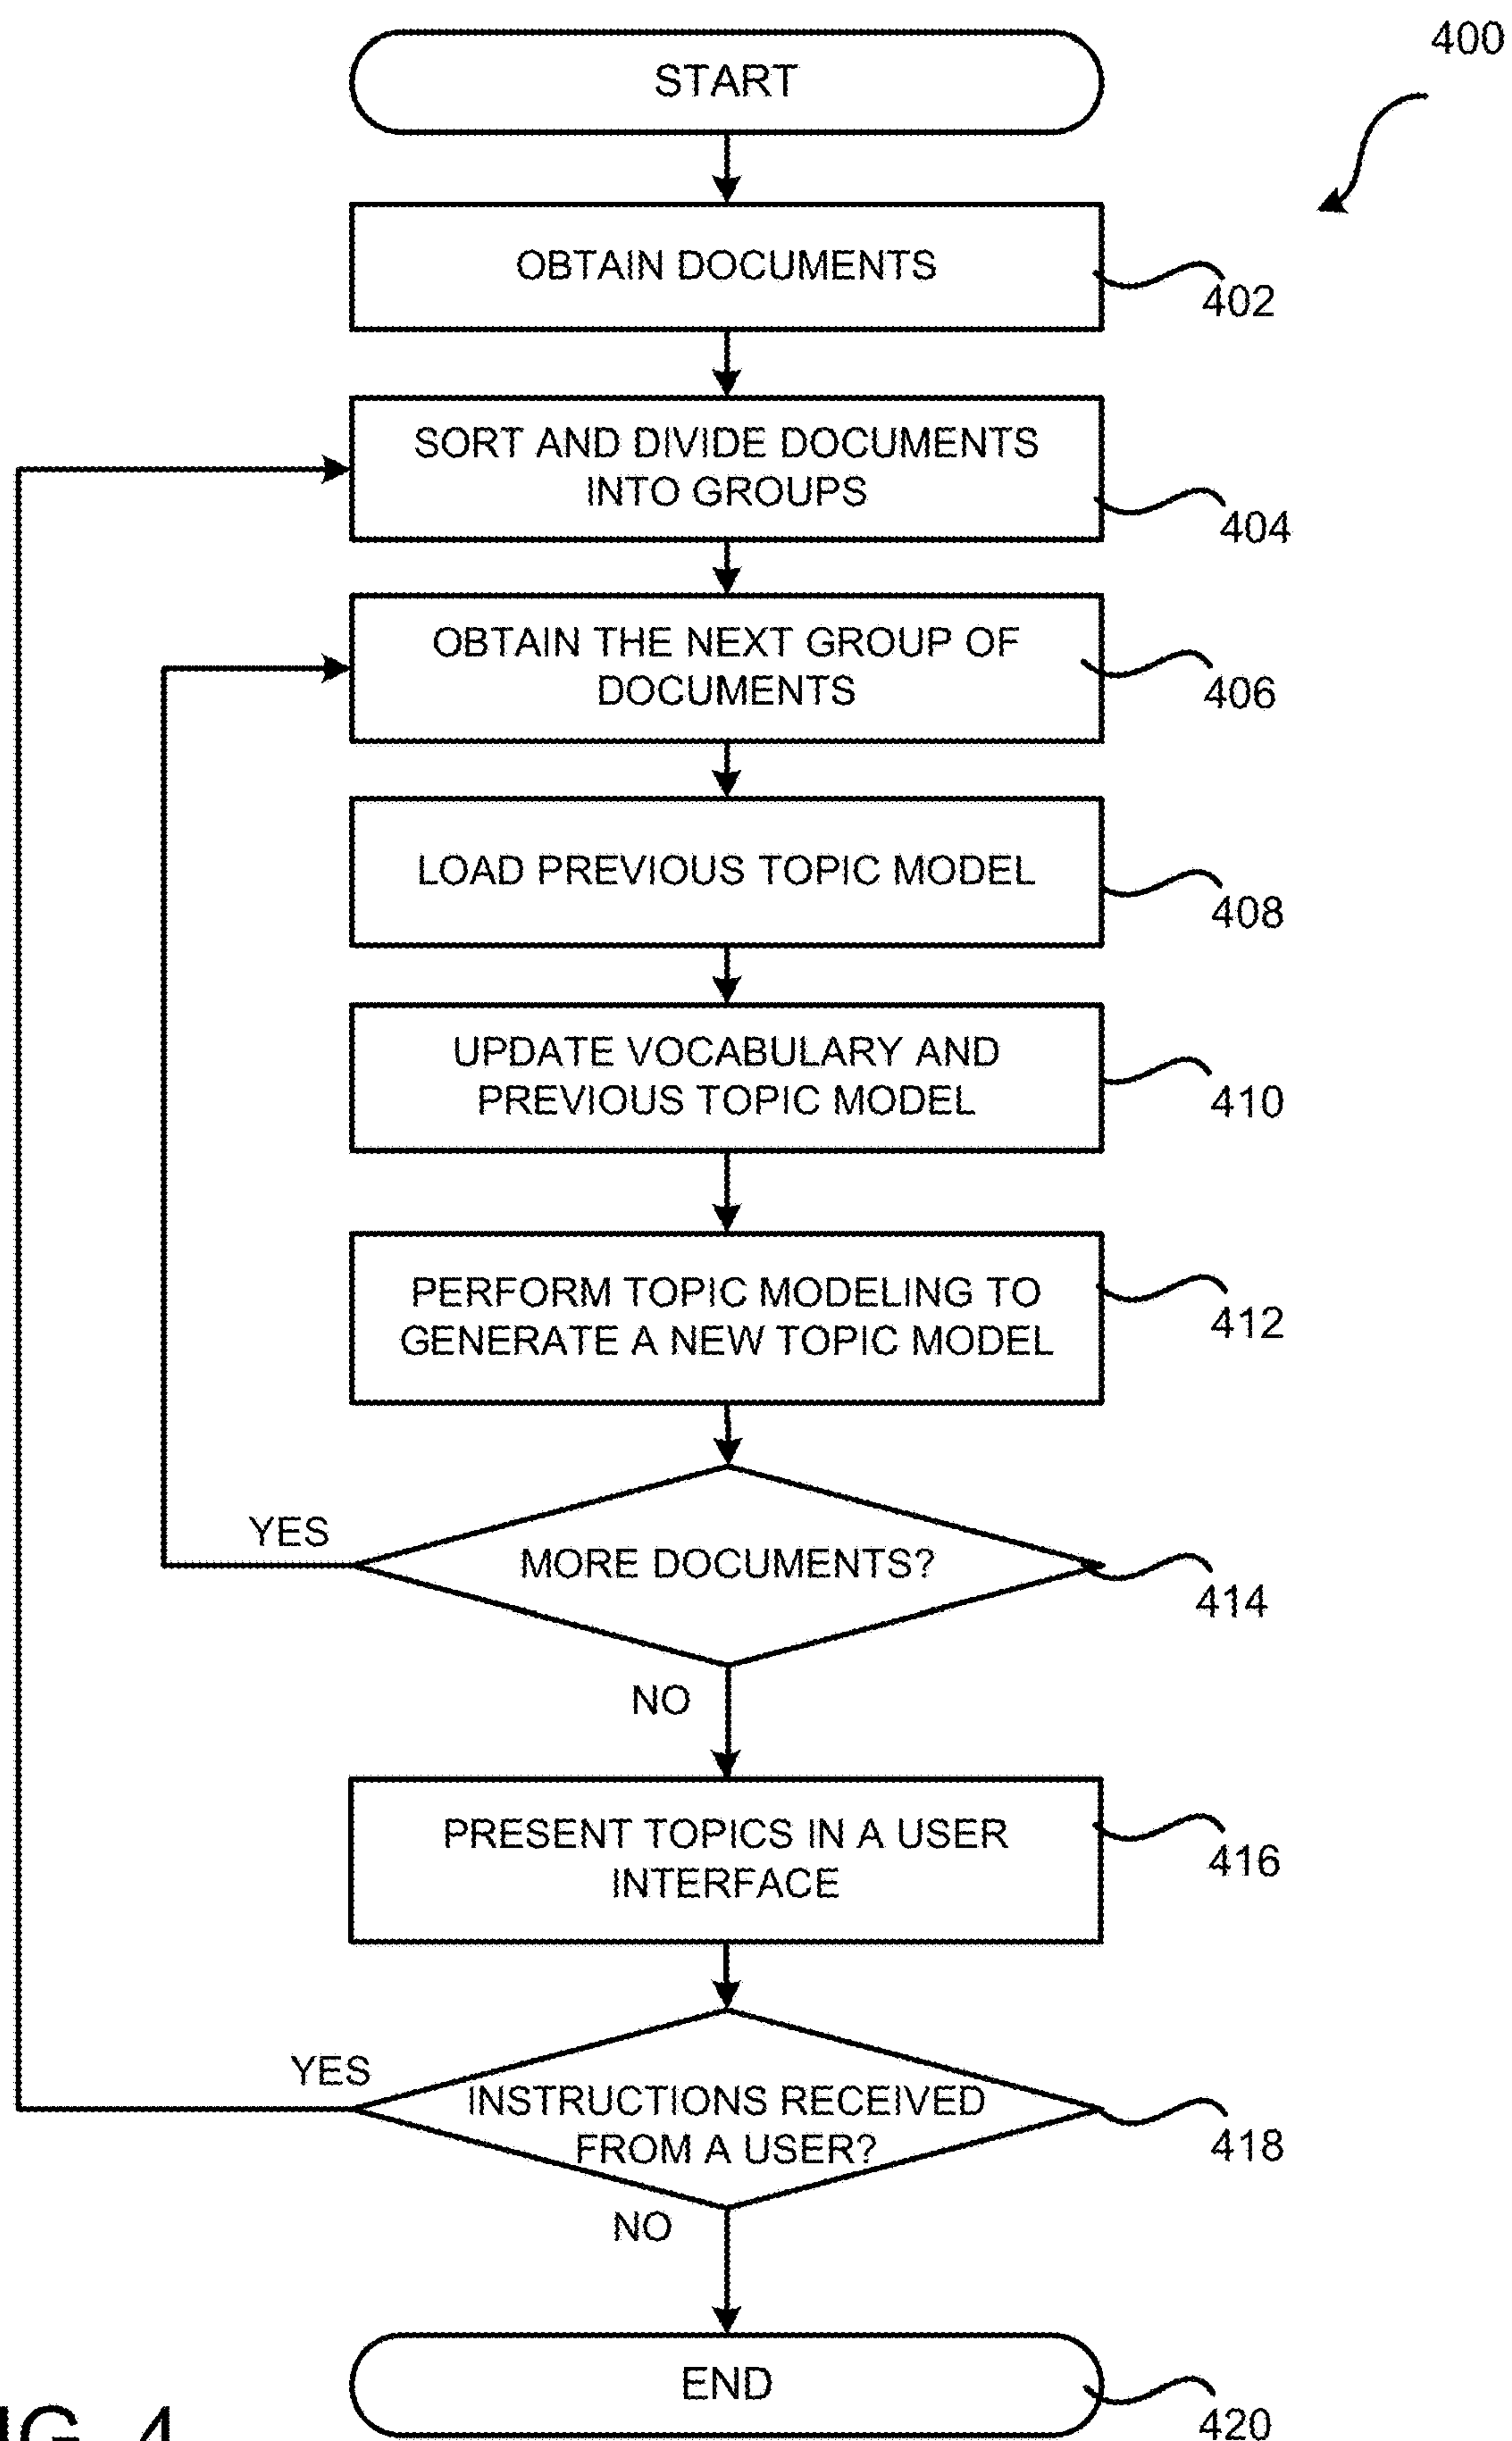 400
START
OBTAIN DOCUMENTS
402
SORT AND DIVIDE DOCUMENTS
INTO GROUPS
404
OBTAIN THE NEXT GROUP OF
DOCUMENTS
406
LOAD PREVIOUS TOPIC MODEL
408
UPDATE VOCABULARY AND
PREVIOUS TOPIC MODEL
410
PERFORM TOPIC MODELING TO
GENERATE A NEW TOPIC MODEL
412
YES
MORE DOCUMENTS?
414
NO
PRESENT TOPICS IN A USER
INTERFACE
416
YES
INSTRUCTIONS RECEIVED
FROM A USER?
418
NO
END
420